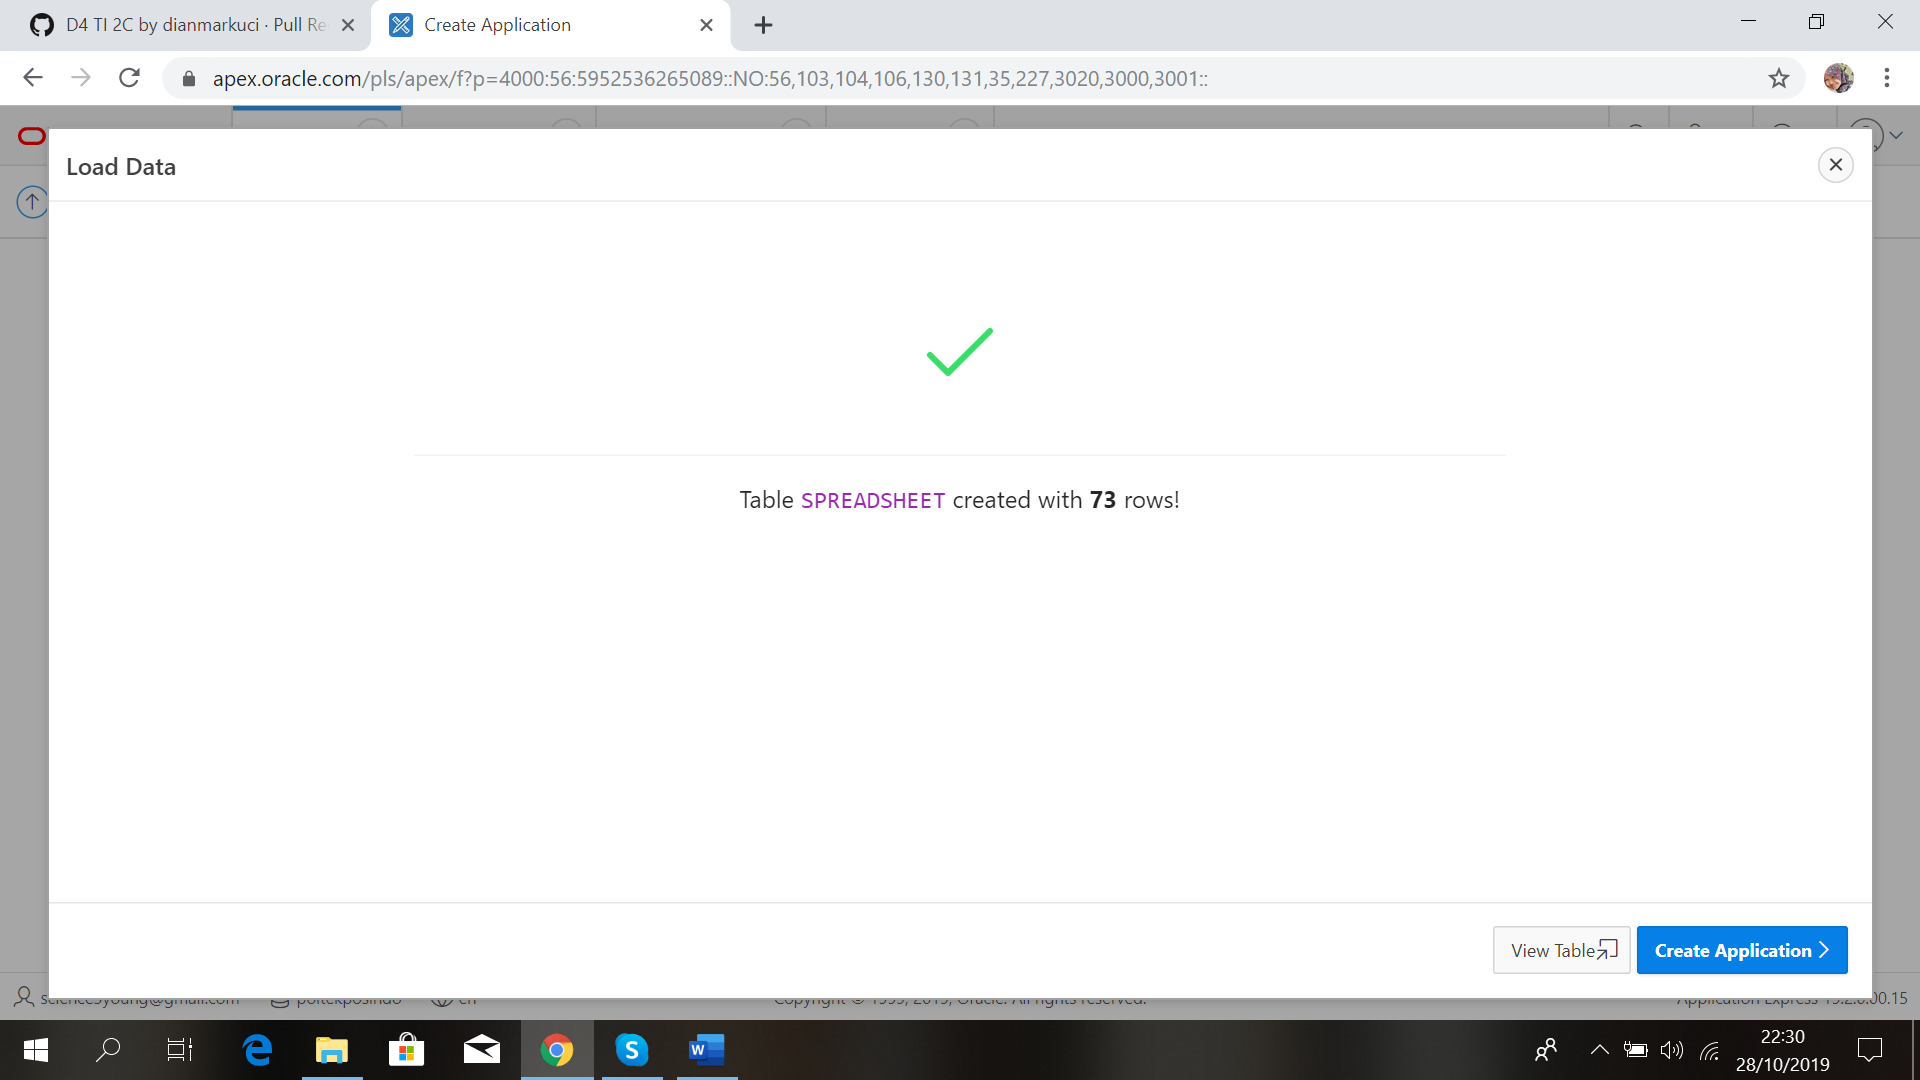 D4 TI 2C by dianmarkuci · Pull Re
Create Application
apex.oracle.com/pls/apex/f?p=4000:56:5952536265089::NO:56,103,104,106,130,131,35,227,3020,3000,3001::
Load Data
Table SPREADSHEET created with 73 rows!
View Table
Create Application
science5young@gmail.com
poltekposindo
en
Copyright © 1999, 2019, Oracle. All rights reserved.
Application Express 19.2.0.00.15
22:30
28/10/2019